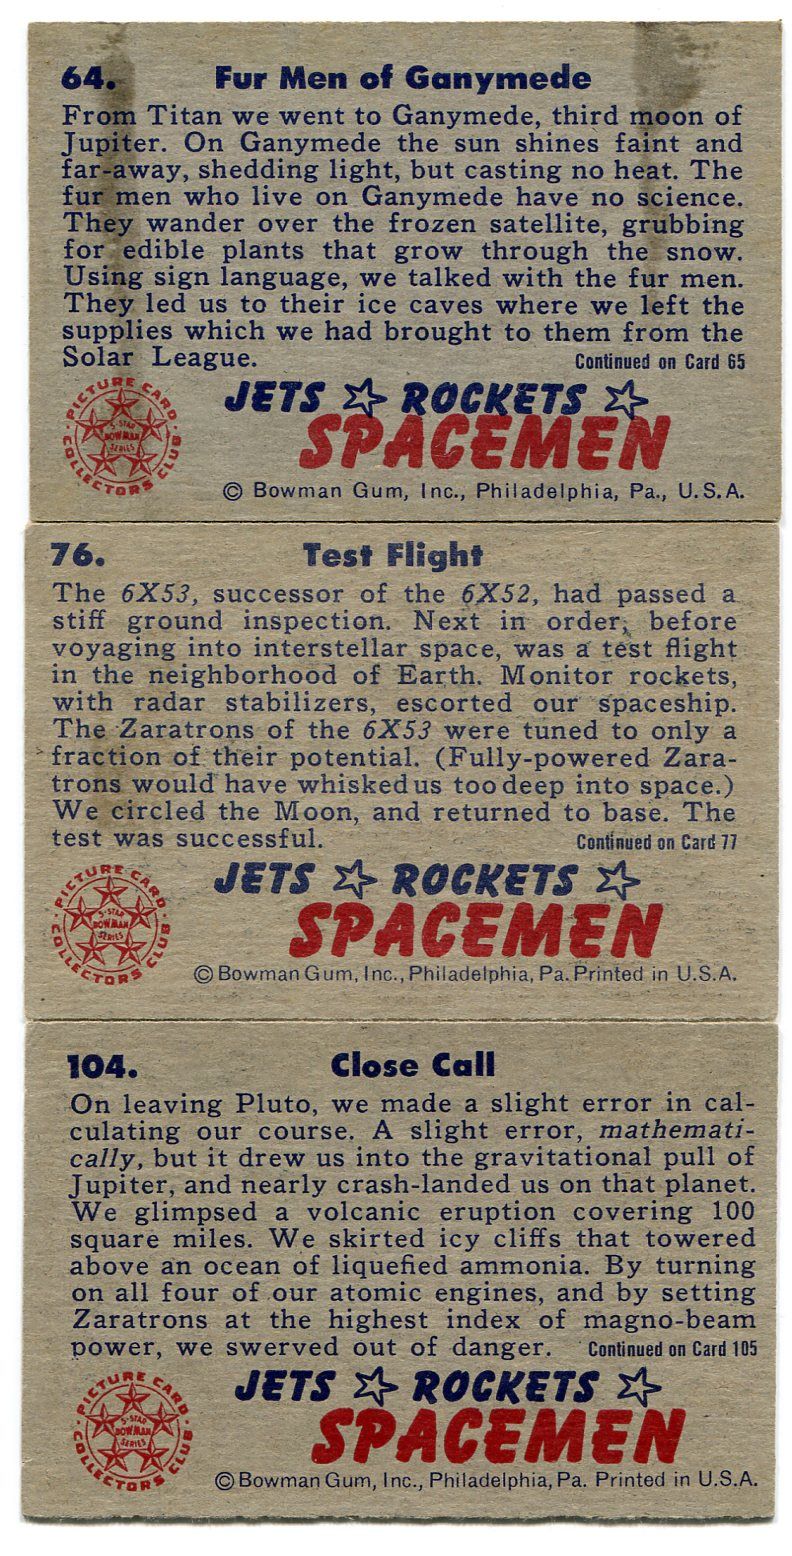 64. Fur Men of Ganymede
From Titan we went to Ganymede, third moon of
Jupiter. On Ganymede the sun shines faint and
far-away, shedding light, but casting no heat. The
fur men who live on Ganymede have no science.
They wander over the frozen satellite, grubbing
for edible plants that grow through the snow.
Using sign language, we talked with the fur men.
They led us to their ice caves where we left the
supplies which we had brought to them from the
Solar League. Continued on Card 65
PICTURE CARD
COLLECTORS CLUB
5-STAR
BOWMAN
SERIES
JETS ROCKETS
SPACEMEN
© Bowman Gum, Inc., Philadelphia, Pa., U.S.A.
76. Test Flight
The 6X53, successor of the 6X52, had passed a
stiff ground inspection. Next in order, before
voyaging into interstellar space, was a test flight
in the neighborhood of Earth. Monitor rockets,
with radar stabilizers, escorted our spaceship.
The Zaratrons of the 6X53 were tuned to only a
fraction of their potential. (Fully-powered Zara-
trons would have whisked us too deep into space.)
We circled the Moon, and returned to base. The
test was successful. Continued on Card 77
PICTURE CARD
COLLECTORS CLUB
5-STAR
BOWMAN
SERIES
JETS ROCKETS
SPACEMEN
© Bowman Gum, Inc., Philadelphia, Pa. Printed in U.S.A.
104. Close Call
On leaving Pluto, we made a slight error in cal-
culating our course. A slight error, mathemati-
cally, but it drew us into the gravitational pull of
Jupiter, and nearly crash-landed us on that planet.
We glimpsed a volcanic eruption covering 100
square miles. We skirted icy cliffs that towered
above an ocean of liquefied ammonia. By turning
on all four of our atomic engines, and by setting
Zaratrons at the highest index of magno-beam
power, we swerved out of danger. Continued on Card 105
PICTURE CARD
COLLECTORS CLUB
5-STAR
BOWMAN
SERIES
JETS ROCKETS
SPACEMEN
© Bowman Gum, Inc., Philadelphia, Pa. Printed in U.S.A.